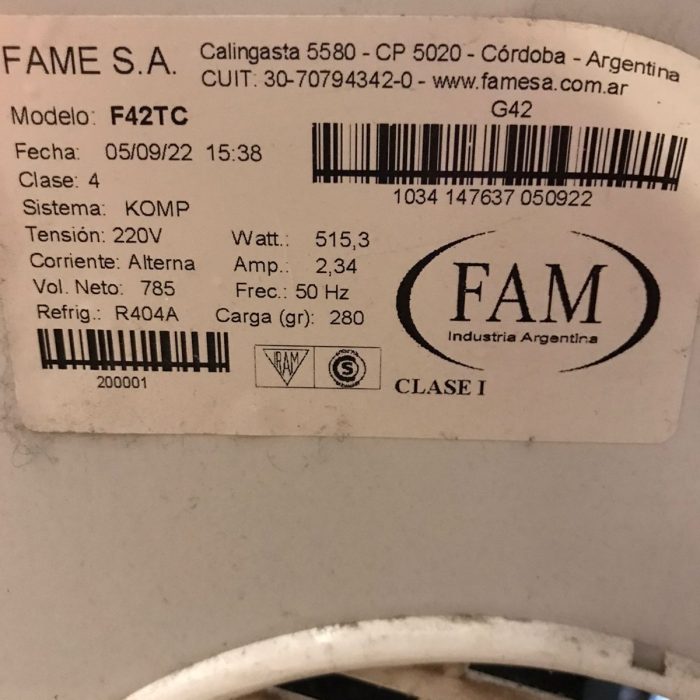 FAME S.A.
Calingasta 5580 - CP 5020 - Córdoba - Argentina
CUIT: 30-70794342-0 - www.famesa.com.ar
Modelo: F42TC
G42
Fecha: 05/09/22 15:38
Clase: 4
1034 147637 050922
Sistema: KOMP
Tensión: 220V Watt.: 515,3
Corriente: Alterna Amp.: 2,34
Vol. Neto: 785 Frec.: 50 Hz
Refrig.: R404A Carga (gr): 280
FAM
Industria Argentina
200001
IRAM
S
CLASE I